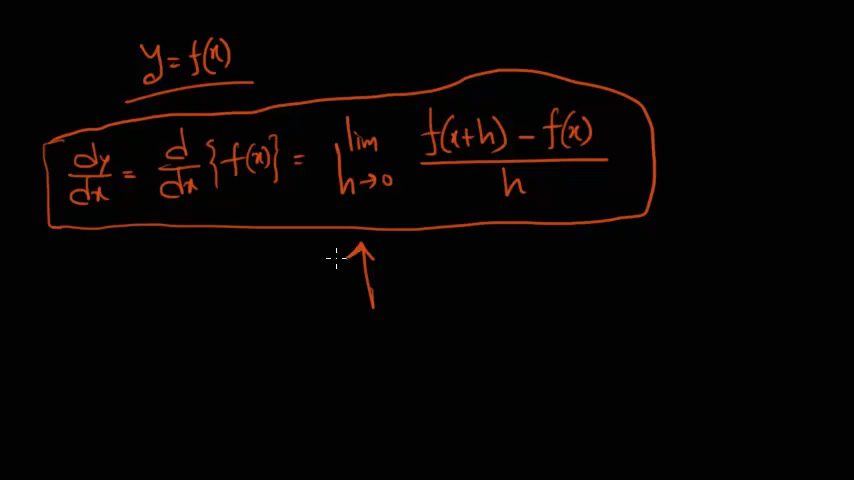 y = f(x)
dy/dx = d/dx {f(x)} = lim h→0 f(x+h) − f(x) / h